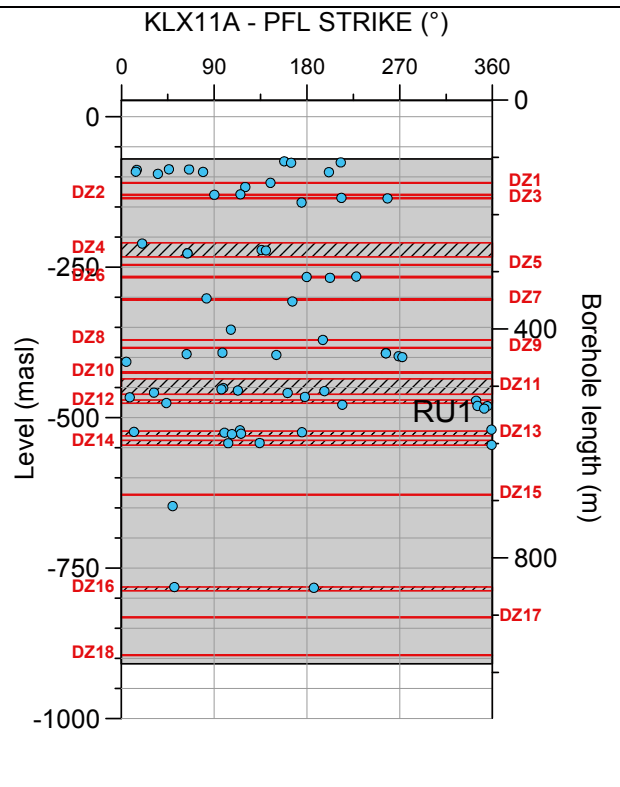 KLX11A - PFL STRIKE (°)
0 90 180 270 360
0 0
DZ1
DZ2 DZ3
DZ4
-250 DZ5
DZ6
DZ7
400
DZ8 DZ9
DZ10
DZ11
DZ12
-500 RU1
DZ13
DZ14
DZ15
800
-750
DZ16
DZ17
DZ18
-1000
Level (masl)
Borehole length (m)